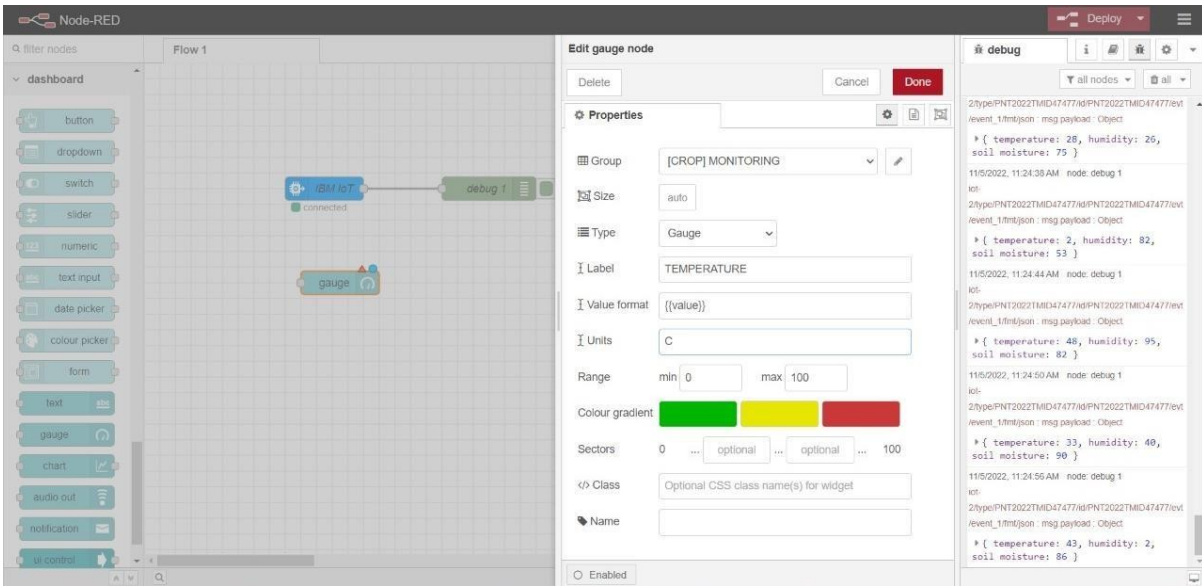 Node-RED
Deploy
filter nodes
dashboard
button
dropdown
switch
slider
numeric
text input
date picker
colour picker
form
text
gauge
chart
audio out
notification
ui control
Flow 1
IBM IoT
connected
debug 1
gauge
Edit gauge node
Delete
Cancel
Done
Properties
Group [CROP] MONITORING
Size auto
Type Gauge
Label TEMPERATURE
Value format {{value}}
Units C
Range min 0 max 100
Colour gradient
Sectors 0 ... optional ... optional ... 100
</> Class Optional CSS class name(s) for widget
Name
Enabled
debug
all nodes all
2/type/PNT2022TMID47477/id/PNT2022TMID47477/evt
/event_1/fmt/json : msg.payload : Object
{ temperature: 28, humidity: 26,
soil moisture: 75 }
11/5/2022, 11:24:38 AM node: debug 1
iot-
2/type/PNT2022TMID47477/id/PNT2022TMID47477/evt
/event_1/fmt/json : msg.payload : Object
{ temperature: 2, humidity: 82,
soil moisture: 53 }
11/5/2022, 11:24:44 AM node: debug 1
iot-
2/type/PNT2022TMID47477/id/PNT2022TMID47477/evt
/event_1/fmt/json : msg.payload : Object
{ temperature: 48, humidity: 95,
soil moisture: 82 }
11/5/2022, 11:24:50 AM node: debug 1
iot-
2/type/PNT2022TMID47477/id/PNT2022TMID47477/evt
/event_1/fmt/json : msg.payload : Object
{ temperature: 33, humidity: 40,
soil moisture: 90 }
11/5/2022, 11:24:56 AM node: debug 1
iot-
2/type/PNT2022TMID47477/id/PNT2022TMID47477/evt
/event_1/fmt/json : msg.payload : Object
{ temperature: 43, humidity: 2,
soil moisture: 86 }